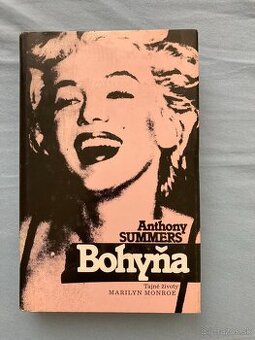 Anthony
SUMMERS
Bohyňa
Tajné životy
MARILYN MONROE